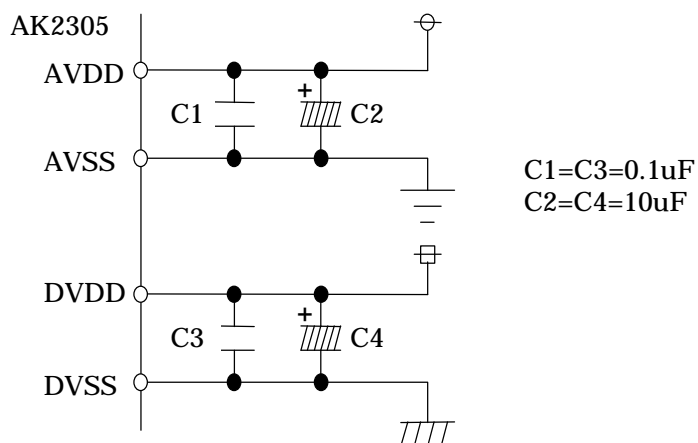 AK2305
AVDD
+
C1
C2
AVSS
C1=C3=0.1uF
C2=C4=10uF
DVDD
+
C3
C4
DVSS